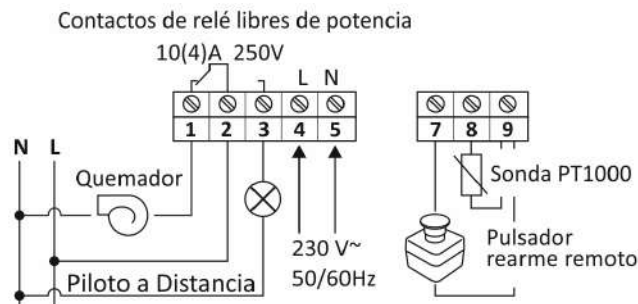 Contactos de relé libres de potencia
10(4)A 250V
L N
1 2 3 4 5
7 8 9
N L
Quemador
Sonda PT1000
230 V~
50/60Hz
Pulsador
rearme remoto
Piloto a Distancia